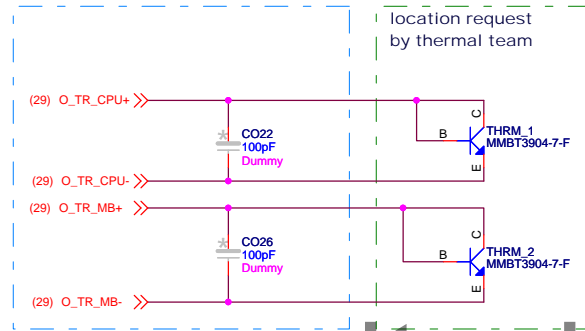 location request
by thermal team
(29) O_TR_CPU+
CO22
100pF
Dummy
C
B
E
THRM_1
MMBT3904-7-F
(29) O_TR_CPU-
(29) O_TR_MB+
CO26
100pF
Dummy
C
B
E
THRM_2
MMBT3904-7-F
(29) O_TR_MB-